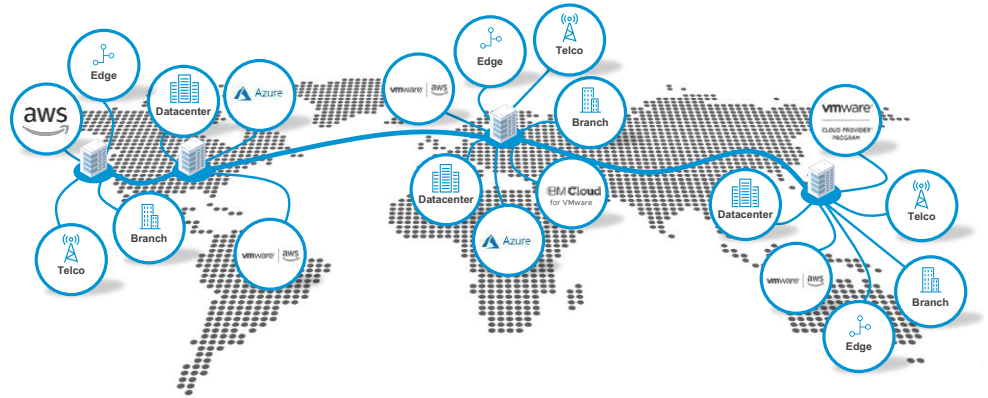 aws
Edge
Datacenter
Azure
Telco
Branch
vmware | aws
vmware | aws
Edge
Telco
Branch
Datacenter
IBM Cloud
for VMware
Azure
vmware
CLOUD PROVIDER
PROGRAM
Datacenter
Telco
vmware | aws
Branch
Edge